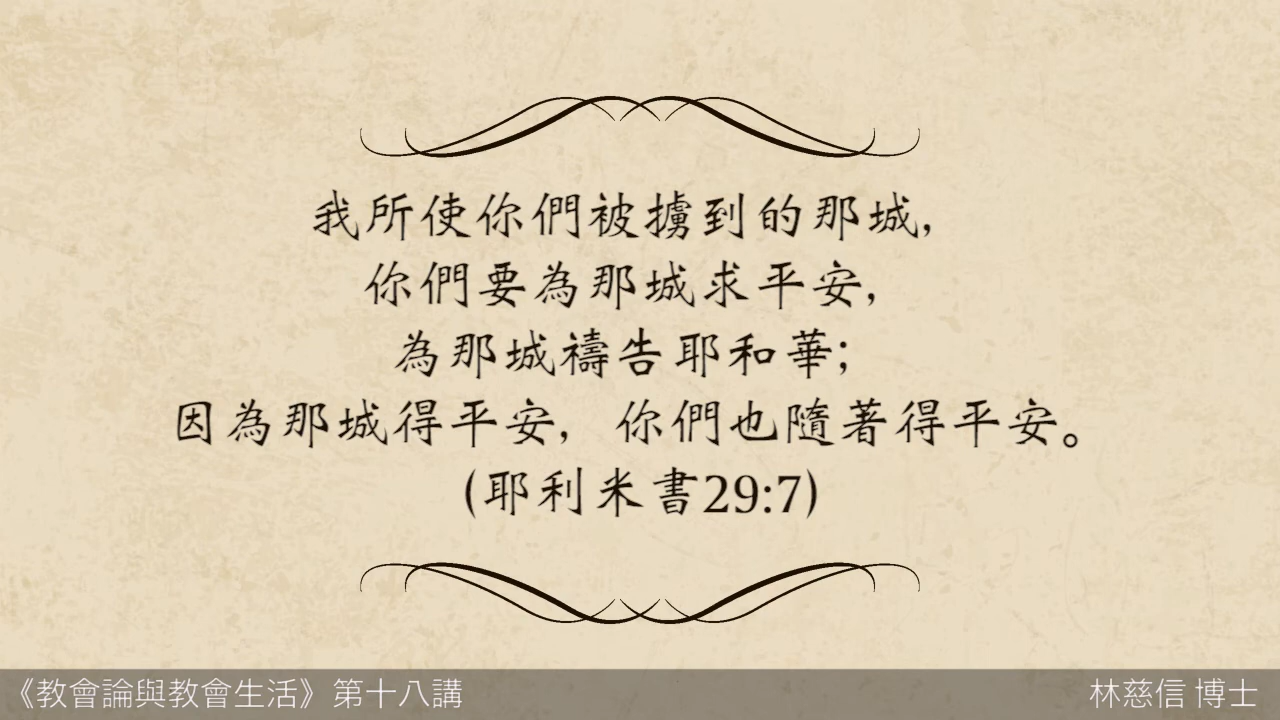 我所使你們被擄到的那城,
你們要為那城求平安,
為那城禱告耶和華;
因為那城得平安, 你們也隨著得平安。
(耶利米書29:7)
《教會論與教會生活》第十八講
林慈信 博士